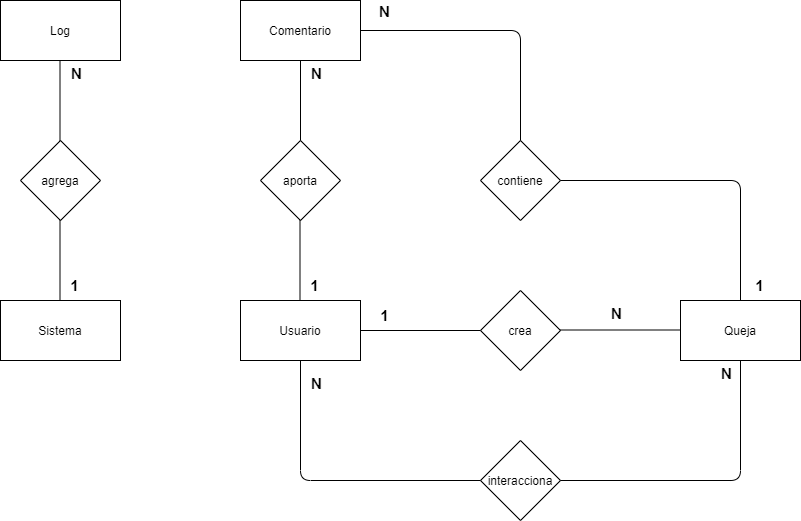 Log
Comentario
N
N
N
agrega
aporta
contiene
1
1
1
Sistema
Usuario
1
crea
N
Queja
N
N
interacciona